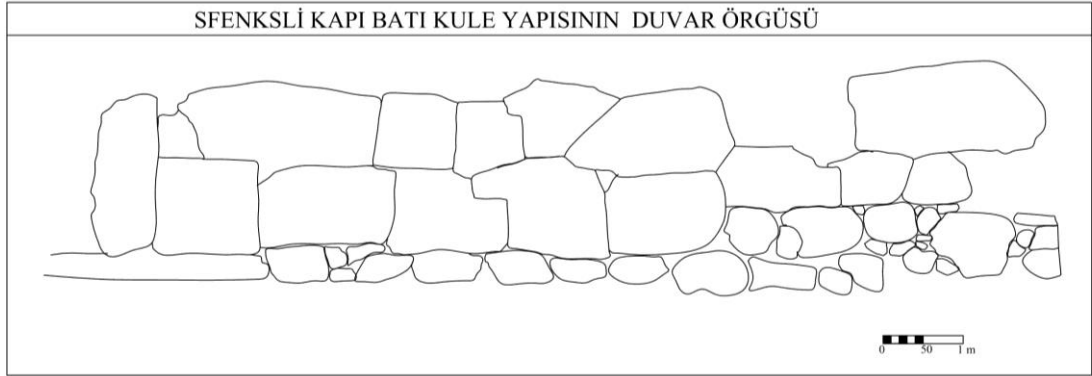 SFENKSLİ KAPI BATI KULE YAPISININ DUVAR ÖRGÜSÜ
0 50 1 m